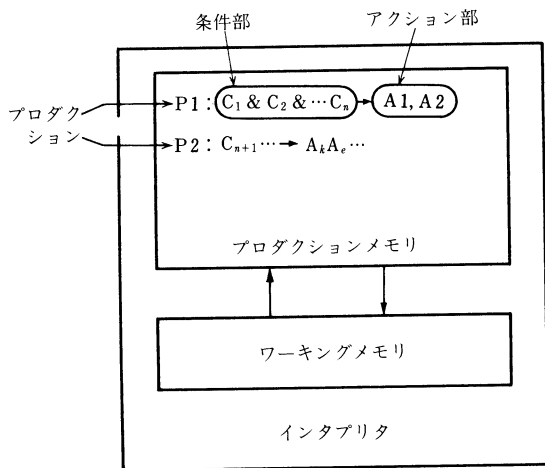 条件部
アクション部
プロダクション
P1: C₁ & C₂ & ⋯ Cₙ → A1, A2
P2: Cₙ₊₁ ⋯ → AₖAₑ ⋯
プロダクションメモリ
ワーキングメモリ
インタプリタ